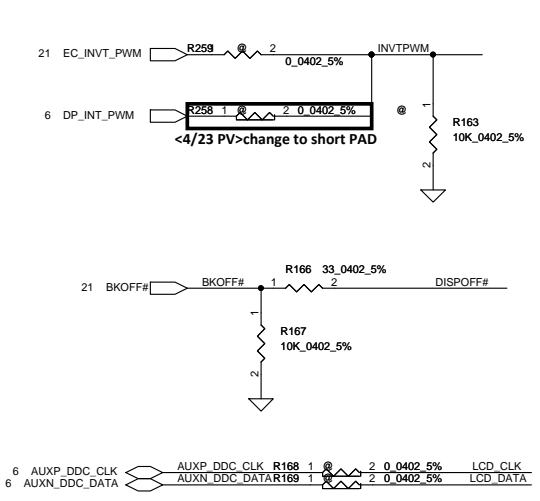 21 EC_INVT_PWM R259 1 @ 2 0_0402_5% INVTPWM
6 DP_INT_PWM R258 1 @ 2 0_0402_5% @
<4/23 PV>change to short PAD
1 R163 10K_0402_5% 2
21 BKOFF# BKOFF# R166 33_0402_5% 1 2 DISPOFF#
1 R167 10K_0402_5% 2
6 AUXP_DDC_CLK AUXP_DDC_CLK R168 1 @ 2 0_0402_5% LCD_CLK
6 AUXN_DDC_DATA AUXN_DDC_DATA R169 1 @ 2 0_0402_5% LCD_DATA